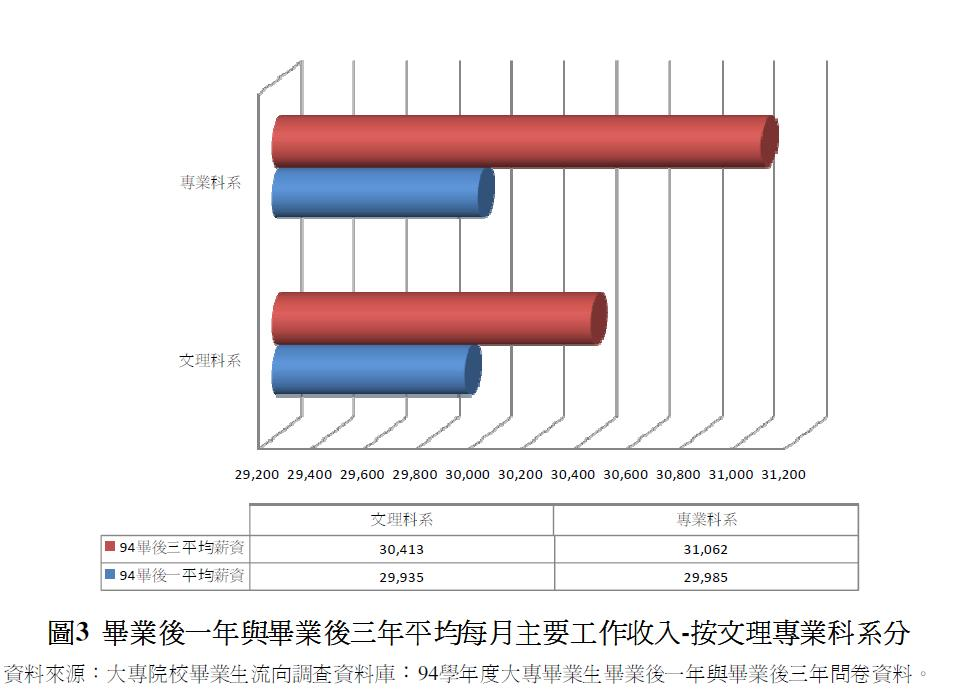 專業科系
文理科系
29,200 29,400 29,600 29,800 30,000 30,200 30,400 30,600 30,800 31,000 31,200
文理科系 專業科系
94畢後三平均薪資 30,413 31,062
94畢後一平均薪資 29,935 29,985
圖3 畢業後一年與畢業後三年平均每月主要工作收入-按文理專業科系分
資料來源：大專院校畢業生流向調查資料庫：94學年度大專畢業生畢業後一年與畢業後三年問卷資料。